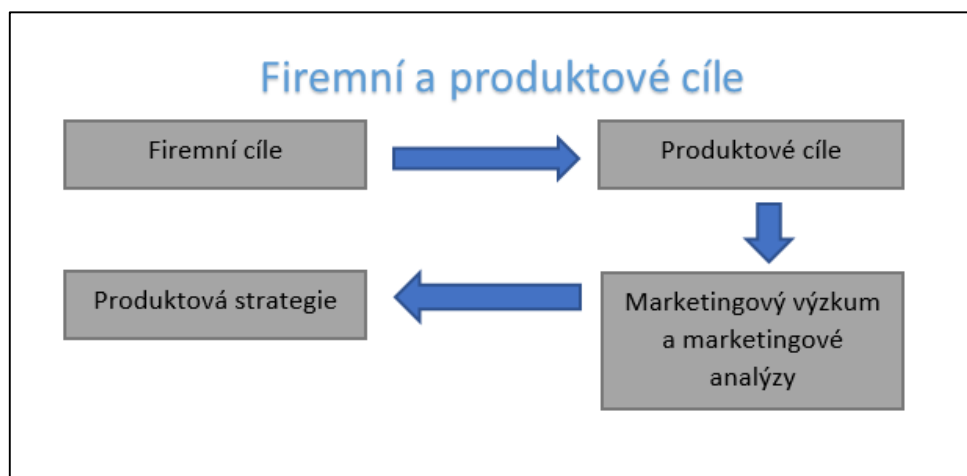 Firemní a produktové cíle
Firemní cíle
Produktové cíle
Produktová strategie
Marketingový výzkum
a marketingové
analýzy